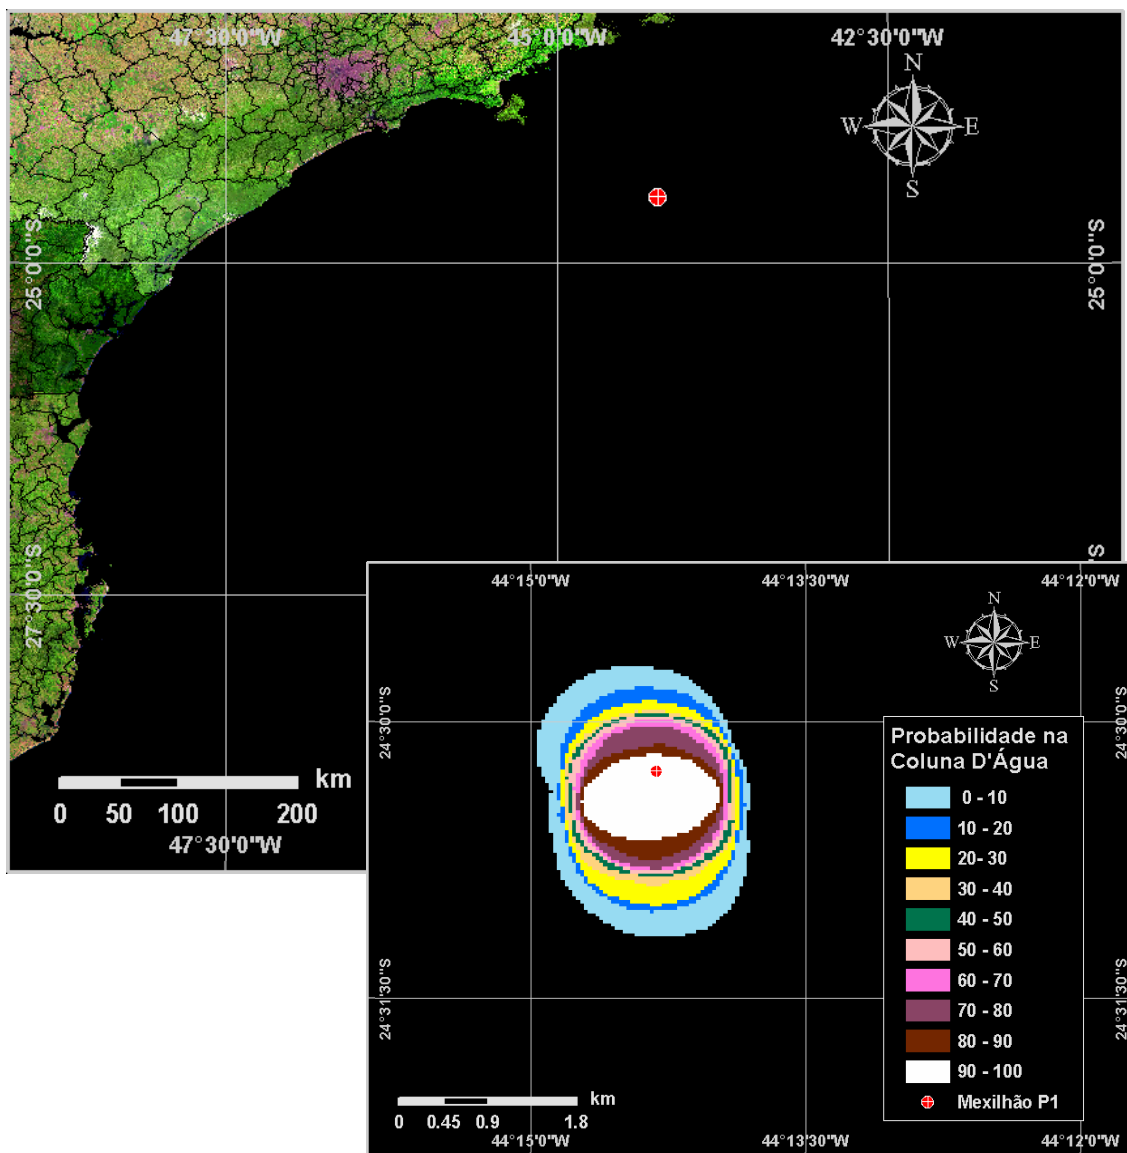 47°30'0"W
45°0'0"W
42°30'0"W
N
W
E
S
25°0'0"S
25°0'0"S
27°30'0"S
"S
km
0
50
100
200
47°30'0"W
44°15'0"W
44°13'30"W
44°12'0"W
N
W
E
S
24°30'0"S
24°30'0"S
Probabilidade na
Coluna D'Água
0 - 10
10 - 20
20- 30
30 - 40
40 - 50
50 - 60
60 - 70
70 - 80
80 - 90
90 - 100
Mexilhão P1
24°31'30"S
24°31'30"S
km
0
0.45
0.9
1.8
44°15'0"W
44°13'30"W
44°12'0"W